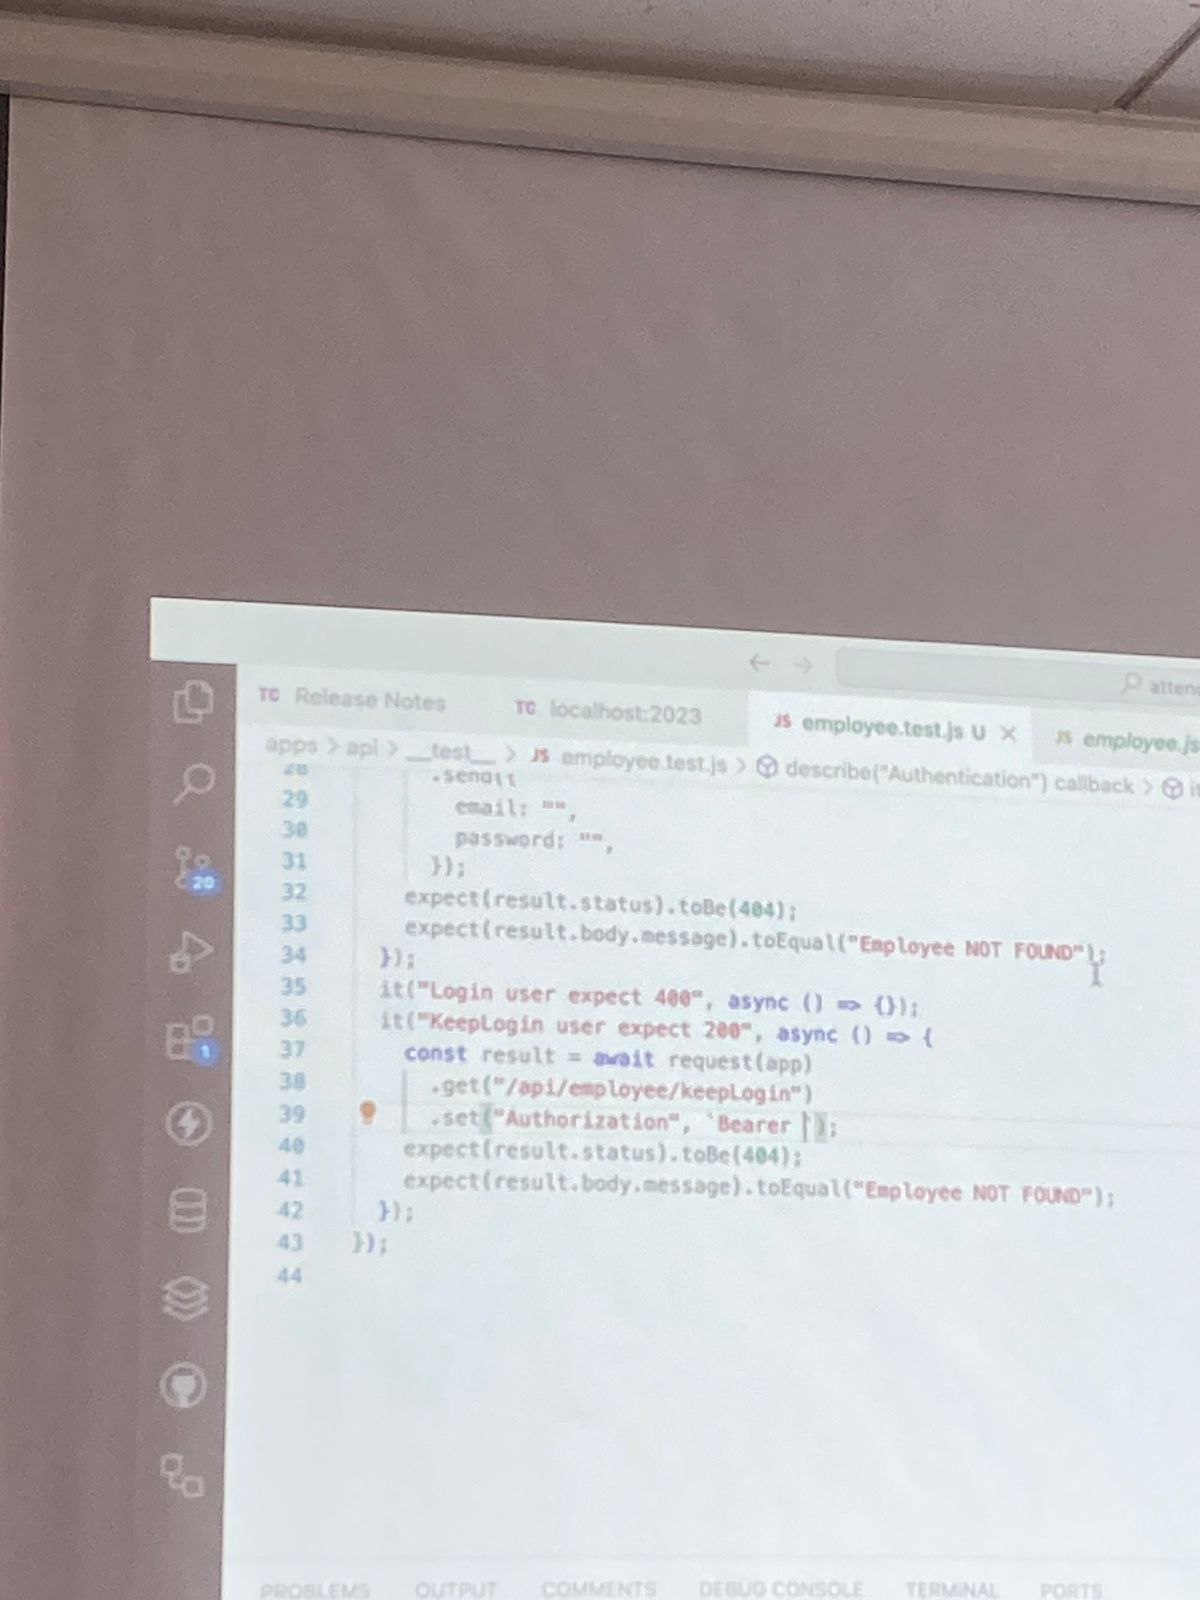 attend
TC Release Notes TC localhost:2023 JS employee.test.js U JS employee.js
apps > api > __test__ > JS employee.test.js > describe("Authentication") callback > it
28 .send({
29 email: "",
30 password: "",
31 });
32 expect(result.status).toBe(404);
33 expect(result.body.message).toEqual("Employee NOT FOUND");
34 });
35 it("Login user expect 400", async () => {});
36 it("KeepLogin user expect 200", async () => {
37 const result = await request(app)
38 .get("/api/employee/keepLogin")
39 .set("Authorization", `Bearer `);
40 expect(result.status).toBe(404);
41 expect(result.body.message).toEqual("Employee NOT FOUND");
42 });
43 });
44
20
1
PROBLEMS OUTPUT COMMENTS DEBUG CONSOLE TERMINAL PORTS